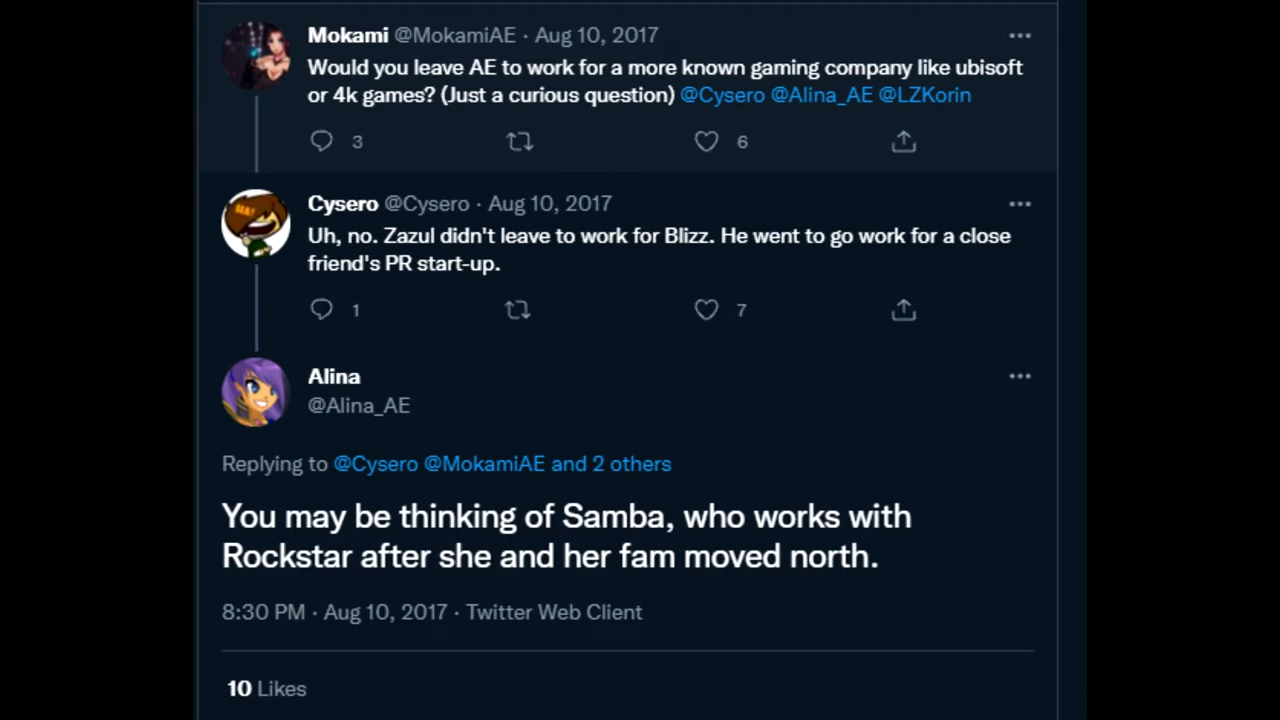 Mokami @MokamiAE · Aug 10, 2017
Would you leave AE to work for a more known gaming company like ubisoft
or 4k games? (Just a curious question) @Cysero @Alina_AE @LZKorin
3 6
Cysero @Cysero · Aug 10, 2017
HA!
Uh, no. Zazul didn't leave to work for Blizz. He went to go work for a close
friend's PR start-up.
1 7
Alina
@Alina_AE
Replying to @Cysero @MokamiAE and 2 others
You may be thinking of Samba, who works with
Rockstar after she and her fam moved north.
8:30 PM · Aug 10, 2017 · Twitter Web Client
10 Likes